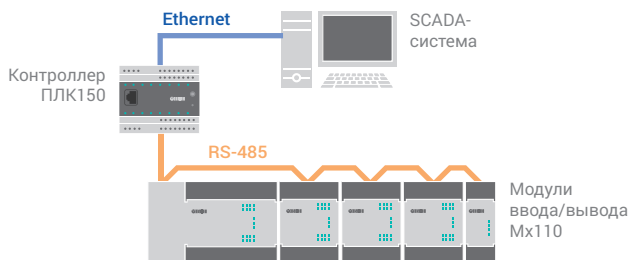 Ethernet
SCADA-
система
Контроллер
ПЛК150
RS-485
Модули
ввода/вывода
Мх110